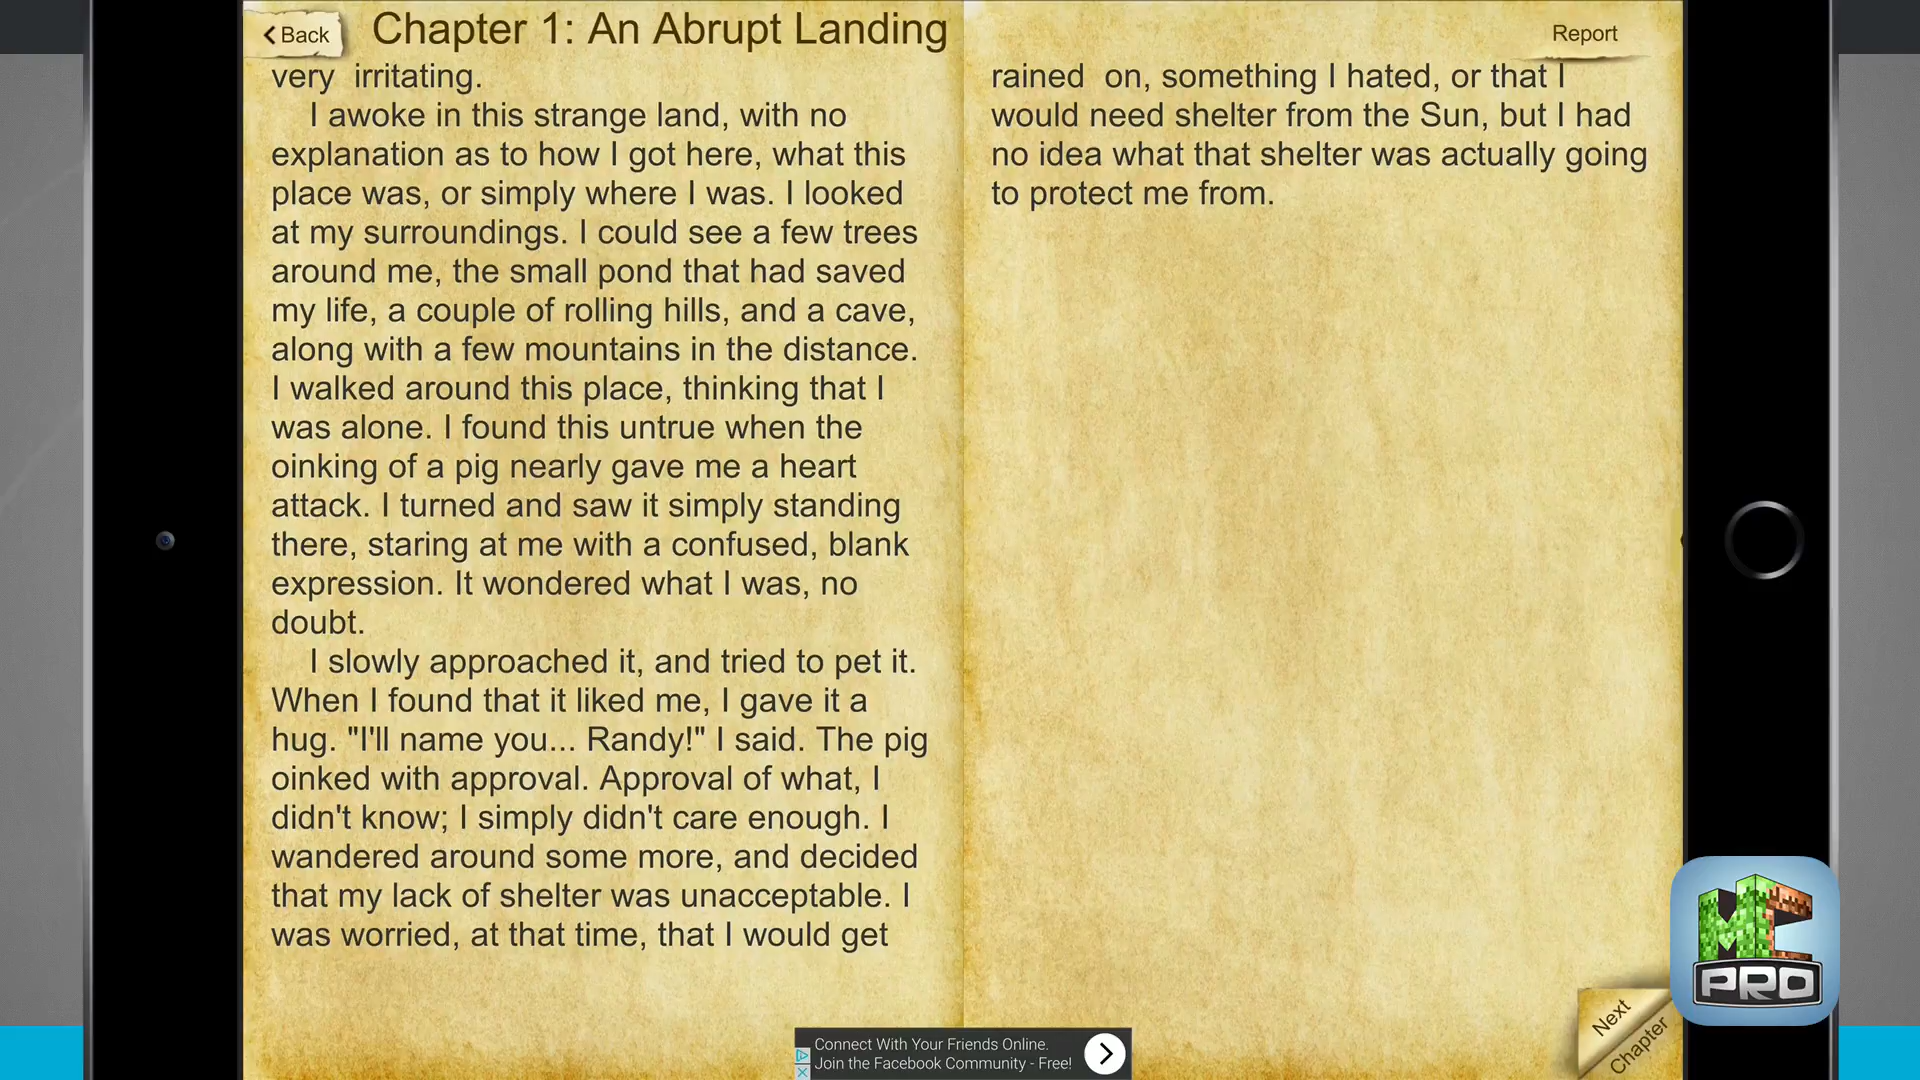 Back
Chapter 1: An Abrupt Landing
Report
very irritating.
I awoke in this strange land, with no
explanation as to how I got here, what this
place was, or simply where I was. I looked
at my surroundings. I could see a few trees
around me, the small pond that had saved
my life, a couple of rolling hills, and a cave,
along with a few mountains in the distance.
I walked around this place, thinking that I
was alone. I found this untrue when the
oinking of a pig nearly gave me a heart
attack. I turned and saw it simply standing
there, staring at me with a confused, blank
expression. It wondered what I was, no
doubt.
I slowly approached it, and tried to pet it.
When I found that it liked me, I gave it a
hug. "I'll name you... Randy!" I said. The pig
oinked with approval. Approval of what, I
didn't know; I simply didn't care enough. I
wandered around some more, and decided
that my lack of shelter was unacceptable. I
was worried, at that time, that I would get
rained on, something I hated, or that I
would need shelter from the Sun, but I had
no idea what that shelter was actually going
to protect me from.
MC
PRO
Next
Chapter
Connect With Your Friends Online.
Join the Facebook Community - Free!